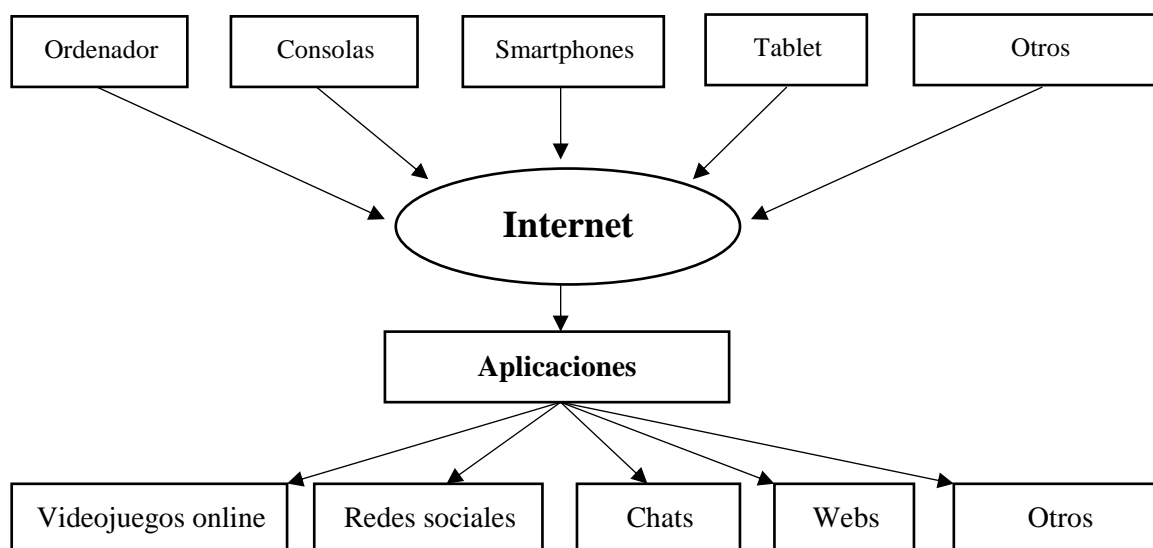 Ordenador
Consolas
Smartphones
Tablet
Otros
Internet
Aplicaciones
Videojuegos online
Redes sociales
Chats
Webs
Otros